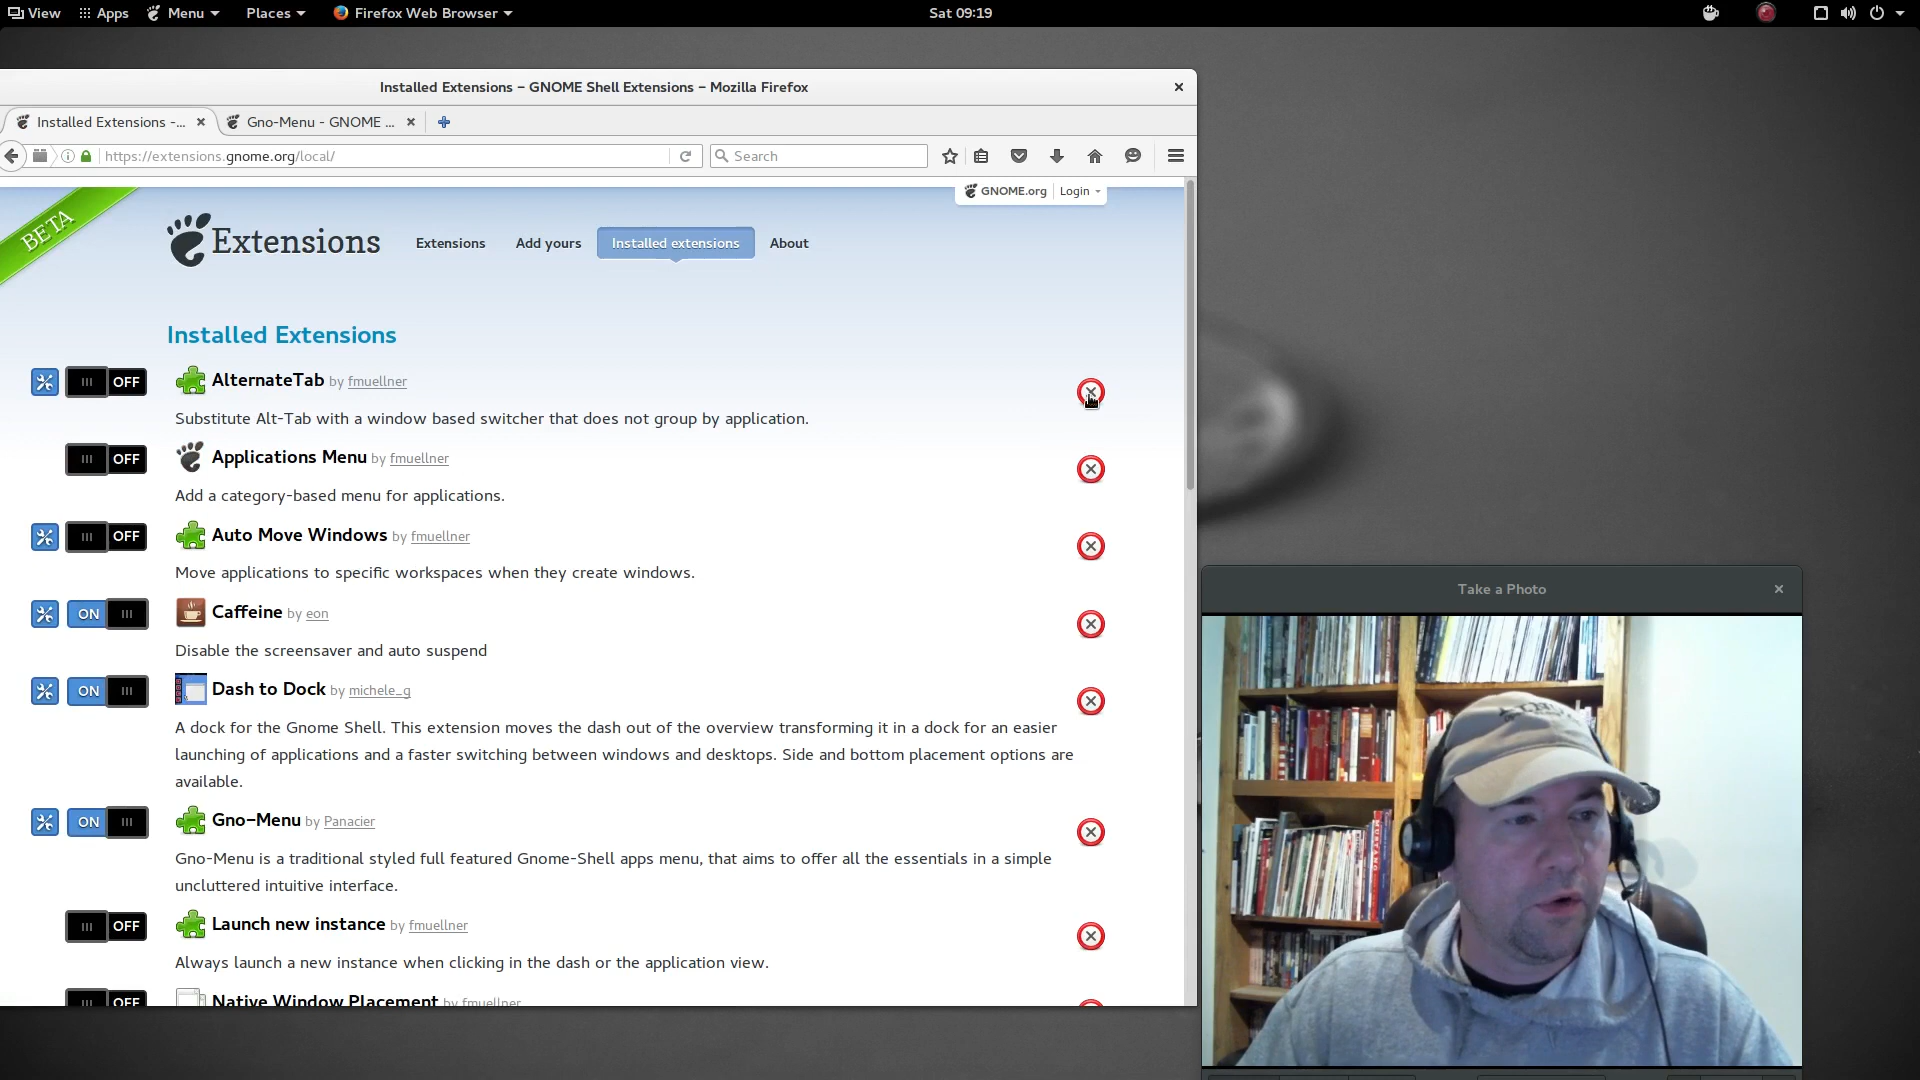 View Apps Menu Places Firefox Web Browser Sat 09:19
Installed Extensions – GNOME Shell Extensions – Mozilla Firefox
Installed Extensions -... Gno-Menu - GNOME ...
https://extensions.gnome.org/local/ Search
GNOME.org Login
BETA
Extensions Extensions Add yours Installed extensions About
Installed Extensions
OFF AlternateTab by fmuellner
Substitute Alt-Tab with a window based switcher that does not group by application.
OFF Applications Menu by fmuellner
Add a category-based menu for applications.
OFF Auto Move Windows by fmuellner
Move applications to specific workspaces when they create windows.
ON Caffeine by eon
Disable the screensaver and auto suspend
ON Dash to Dock by michele_g
A dock for the Gnome Shell. This extension moves the dash out of the overview transforming it in a dock for an easier
launching of applications and a faster switching between windows and desktops. Side and bottom placement options are
available.
ON Gno-Menu by Panacier
Gno-Menu is a traditional styled full featured Gnome-Shell apps menu, that aims to offer all the essentials in a simple
uncluttered intuitive interface.
OFF Launch new instance by fmuellner
Always launch a new instance when clicking in the dash or the application view.
OFF Native Window Placement by fmuellner
Take a Photo